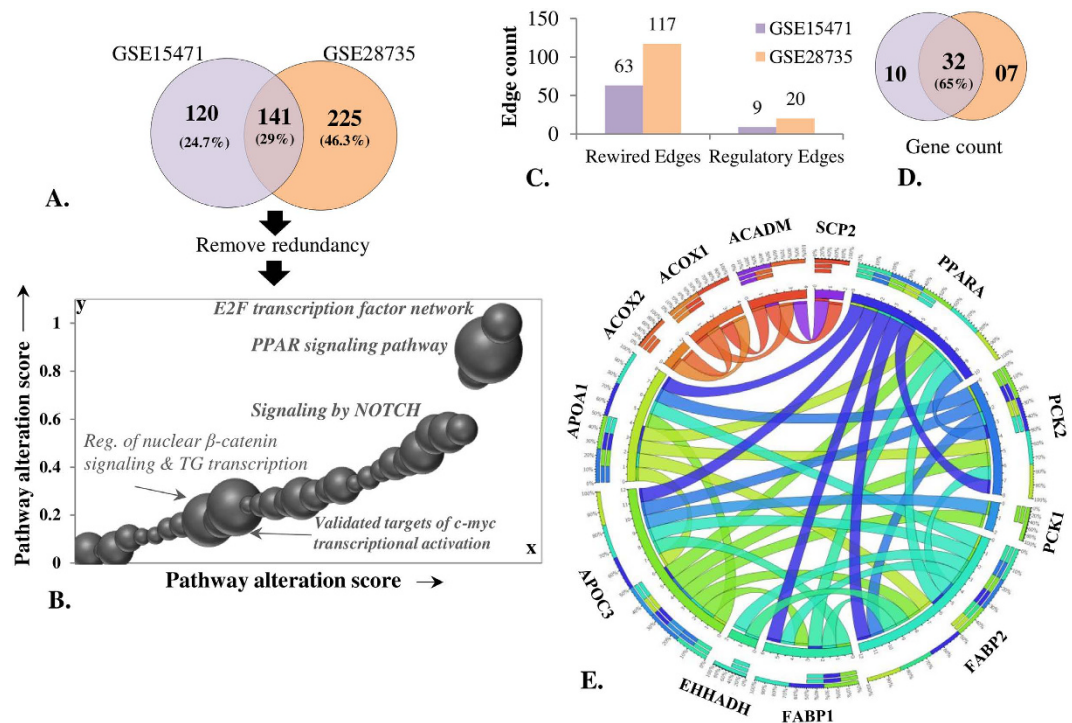 GSE15471
GSE28735
120
(24.7%)
141
(29%)
225
(46.3%)
A.
Remove redundancy
Edge count
150
100
50
0
63
117
9
20
GSE15471
GSE28735
Rewired Edges
Regulatory Edges
C.
10
32
(65%)
07
Gene count
D.
Pathway alteration score
y
1
0.8
0.6
0.4
0.2
0
E2F transcription factor network
PPAR signaling pathway
Signaling by NOTCH
Reg. of nuclear β-catenin
signaling & TG transcription
Validated targets of c-myc
transcriptional activation
x
Pathway alteration score
B.
ACOX2
ACOX1
ACADM
SCP2
PPARA
PCK2
PCK1
FABP2
FABP1
EHHADH
APOC3
APOA1
E.